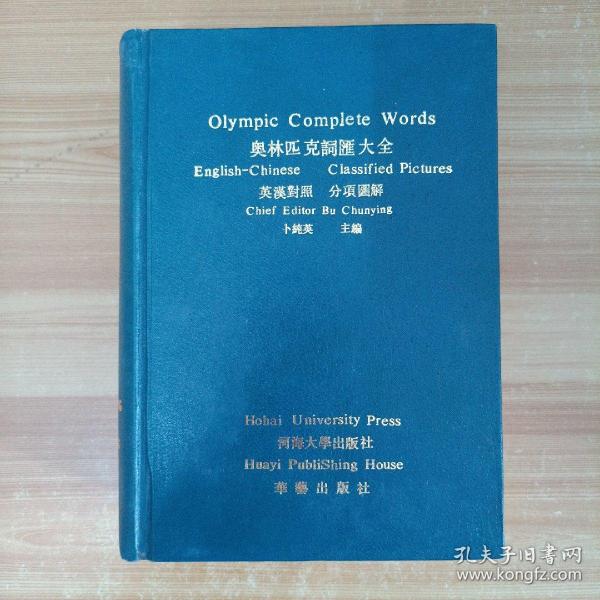 Olympic Complete Words
奥林匹克詞匯大全
English-Chinese Classified Pictures
英漢對照 分項圖解
Chief Editor Bu Chunying
卜純英 主編
Hohai University Press
河海大學出版社
Huayi PubliShing House
華藝出版社
孔夫子旧书网
www.kongfz.com